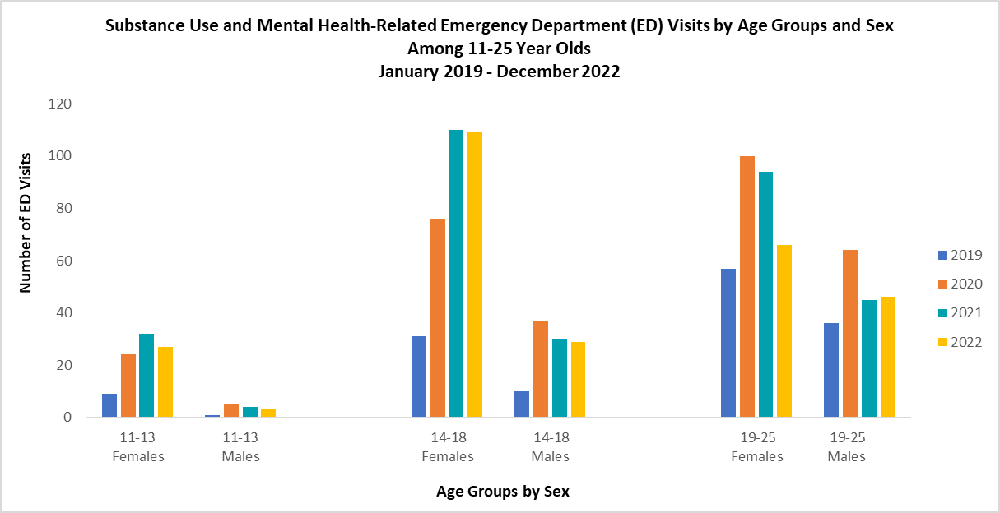 Substance Use and Mental Health-Related Emergency Department (ED) Visits by Age Groups and Sex
Among 11-25 Year Olds
January 2019 - December 2022
120
100
80
60
40
20
0
Number of ED Visits
11-13
Females
11-13
Males
14-18
Females
14-18
Males
19-25
Females
19-25
Males
Age Groups by Sex
2019
2020
2021
2022